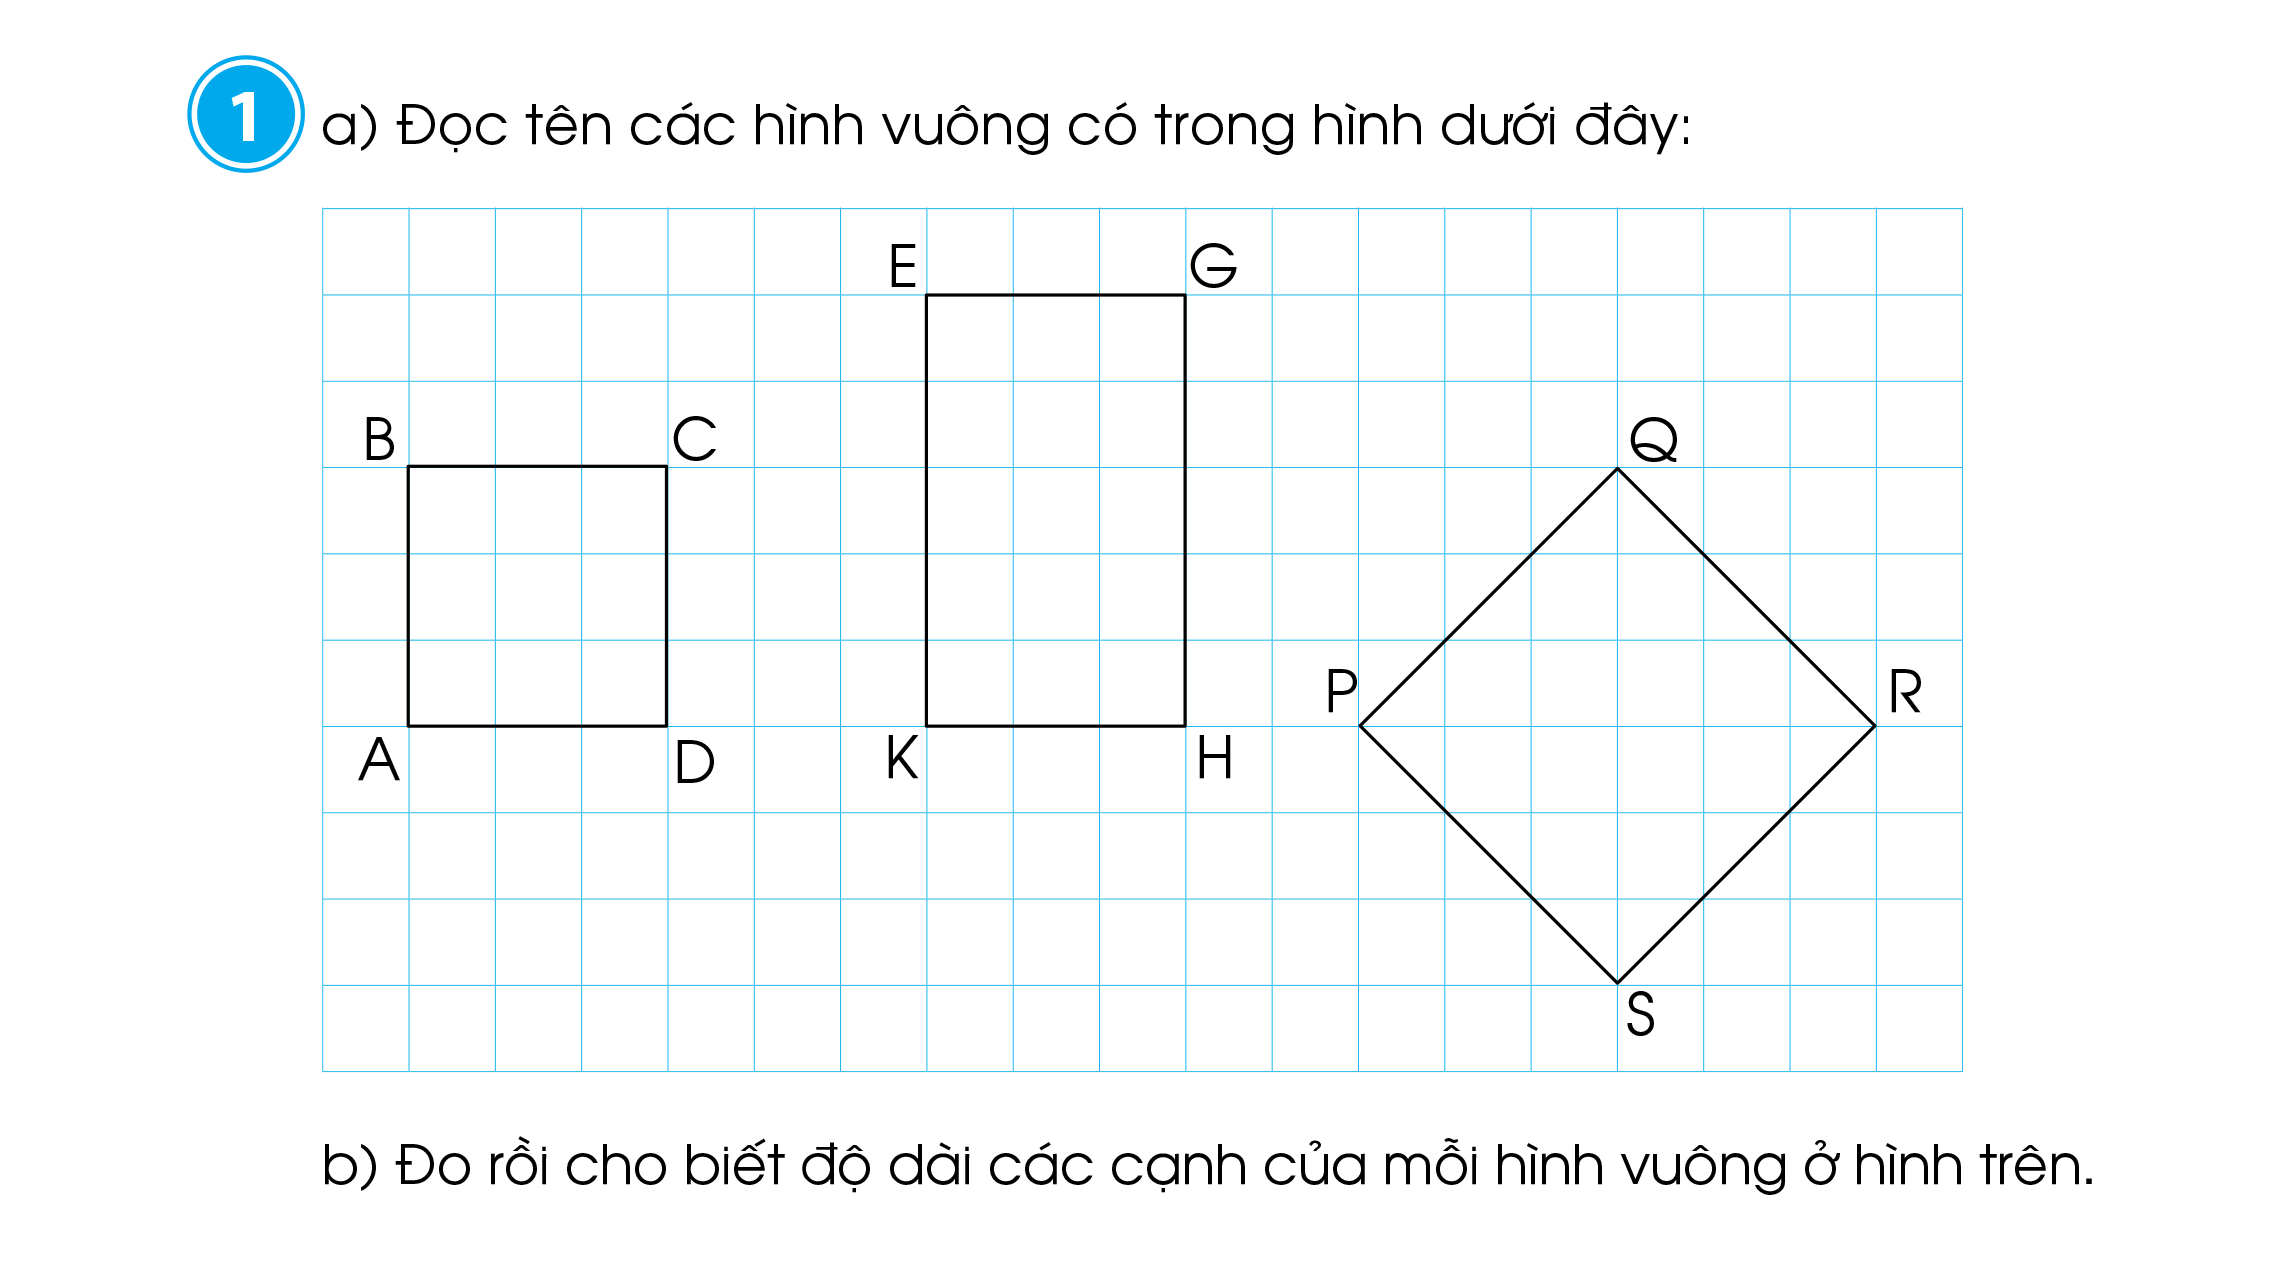 1 a) Đọc tên các hình vuông có trong hình dưới đây:
E G
B C Q
P R
A D K H
S
b) Đo rồi cho biết độ dài các cạnh của mỗi hình vuông ở hình trên.